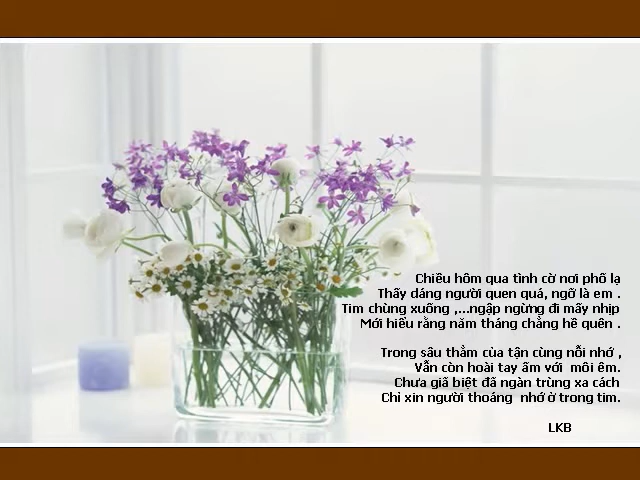 Chiều hôm qua tình cờ nơi phố lạ
Thấy dáng người quen quá, ngỡ là em .
Tim chùng xuống ,...ngập ngừng đi mấy nhịp
Mới hiểu rằng năm tháng chẳng hề quên .
Trong sâu thẳm của tận cùng nỗi nhớ ,
Vẫn còn hoài tay ấm với môi êm.
Chưa giã biệt đã ngàn trùng xa cách
Chỉ xin người thoáng nhớ ở trong tim.
LKB